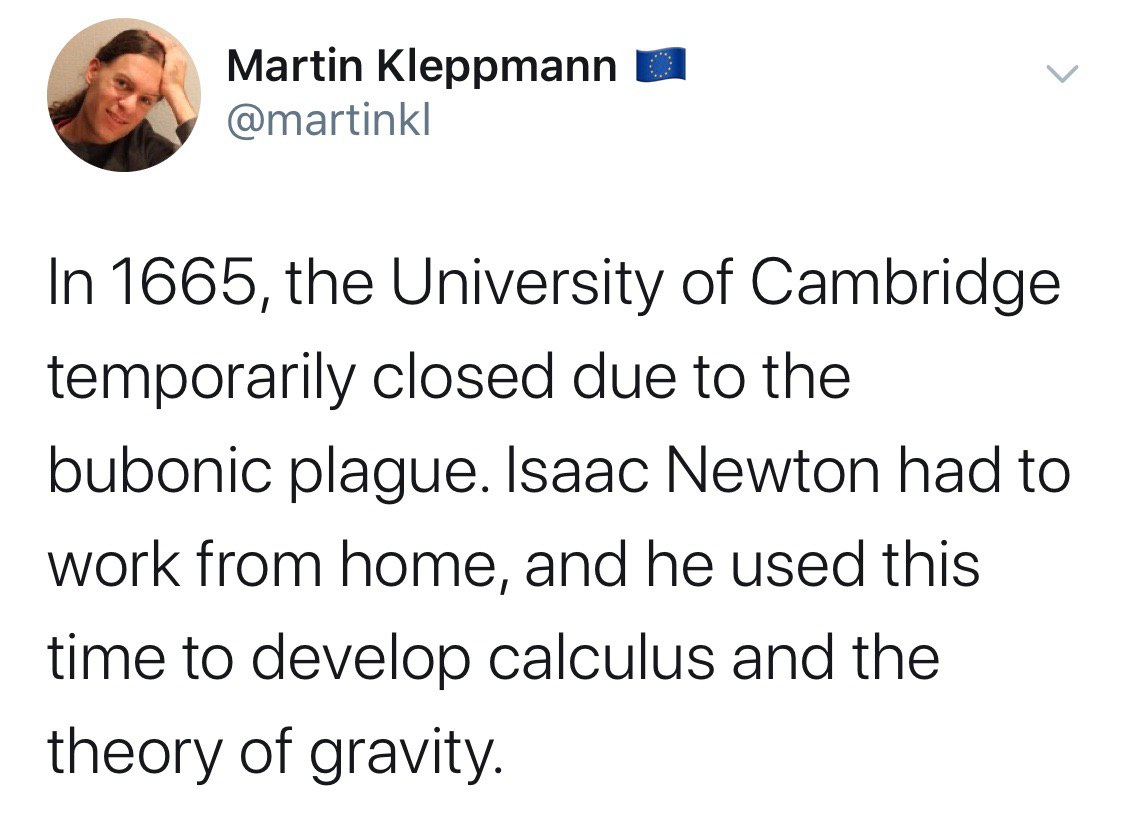 Martin Kleppmann 🇪🇺
@martinkl
In 1665, the University of Cambridge
temporarily closed due to the
bubonic plague. Isaac Newton had to
work from home, and he used this
time to develop calculus and the
theory of gravity.